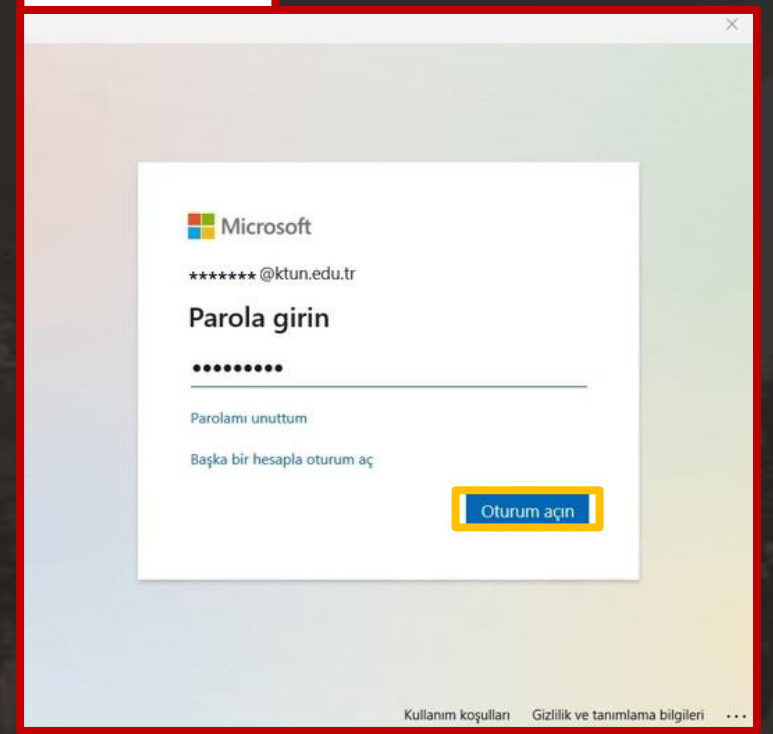 Microsoft
******* @ktun.edu.tr
Parola girin
•••••••••
Parolamı unuttum
Başka bir hesapla oturum aç
Oturum açın
Kullanım koşulları Gizlilik ve tanımlama bilgileri ...